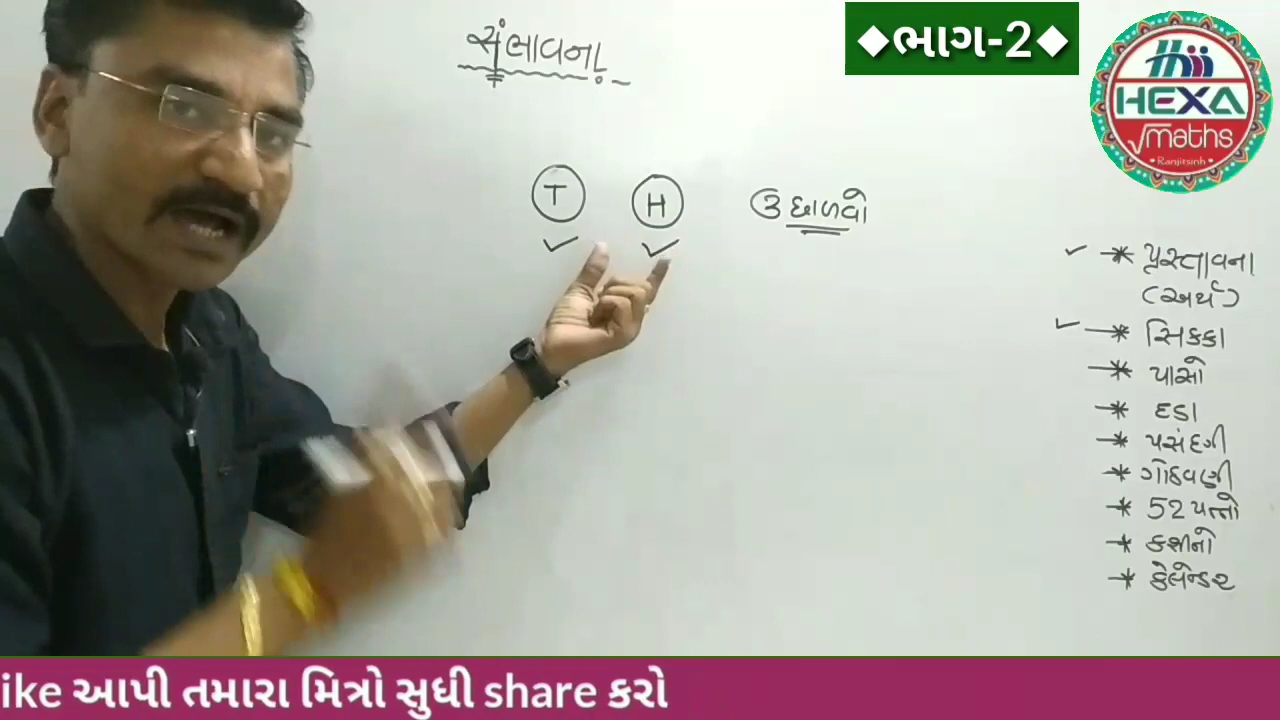 સંભાવના
◆ભાગ-2◆
HEXA
√maths
Ranjitsinh
T H ઉછાળવો
✓ * પ્રસ્તાવના
(અર્થ)
✓ * સિક્કા
* પાસો
* દડા
* પસંદગી
* ગોઠવણી
* 52 પત્તો
* કશીનો
* કેલેન્ડર
ike આપી તમારા મિત્રો સુધી share કરો